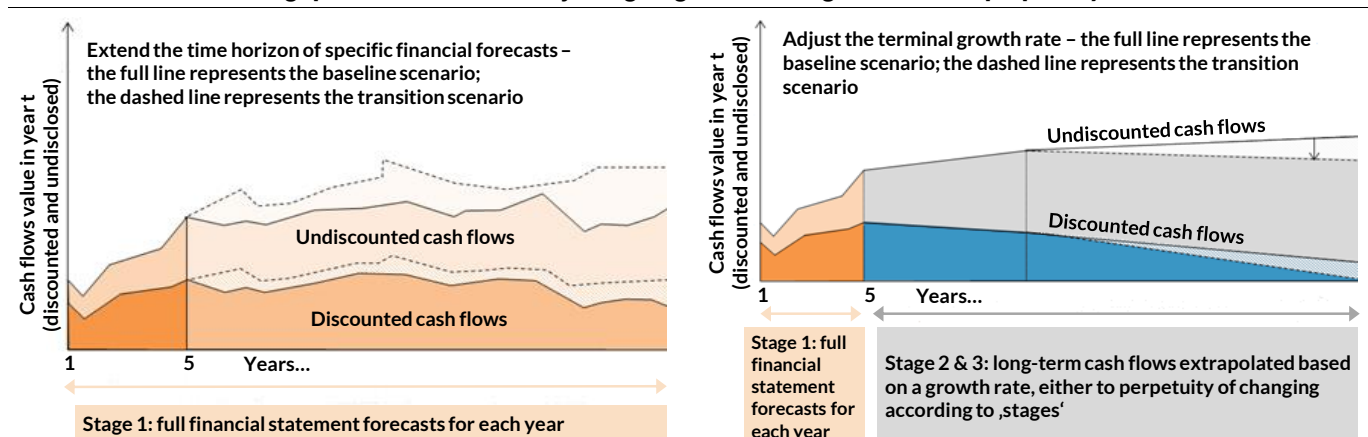 Extend the time horizon of specific financial forecasts –
the full line represents the baseline scenario;
the dashed line represents the transition scenario
Cash flows value in year t
(discounted and undisclosed)
Undiscounted cash flows
Discounted cash flows
1
5
Years...
Stage 1: full financial statement forecasts for each year
Adjust the terminal growth rate – the full line represents the
baseline scenario; the dashed line represents the transition
scenario
Cash flows value in year t
(discounted and undisclosed)
Undiscounted cash flows
Discounted cash flows
1
5
Years...
Stage 1: full
financial
statement
forecasts for
each year
Stage 2 & 3: long-term cash flows extrapolated based
on a growth rate, either to perpetuity of changing
according to ‚stages‘